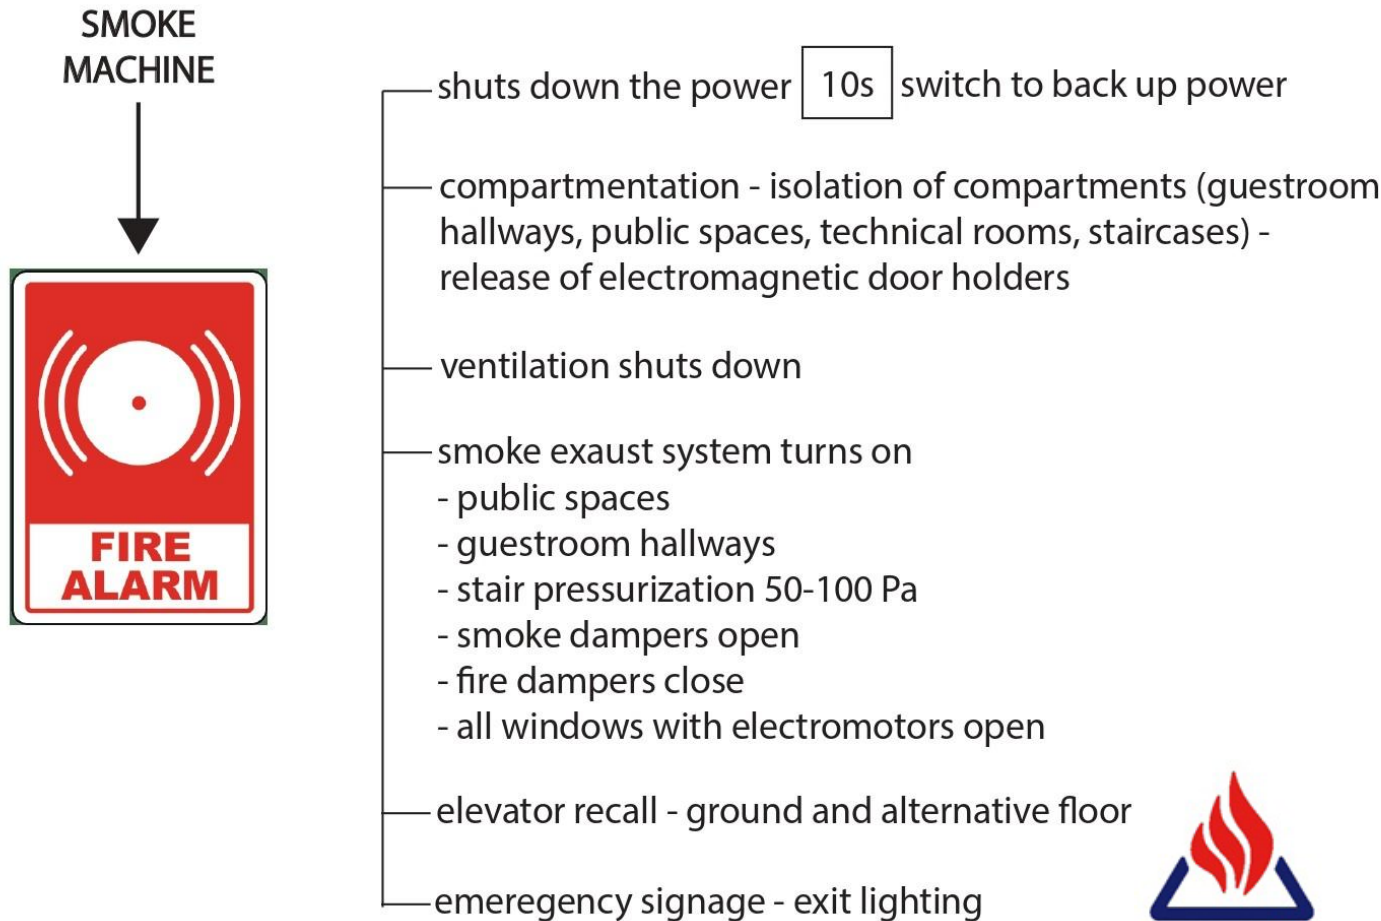 SMOKE
MACHINE
FIRE
ALARM
shuts down the power 10s switch to back up power
compartmentation - isolation of compartments (guestroom
hallways, public spaces, technical rooms, staircases) -
release of electromagnetic door holders
ventilation shuts down
smoke exaust system turns on
- public spaces
- guestroom hallways
- stair pressurization 50-100 Pa
- smoke dampers open
- fire dampers close
- all windows with electromotors open
elevator recall - ground and alternative floor
emeregency signage - exit lighting